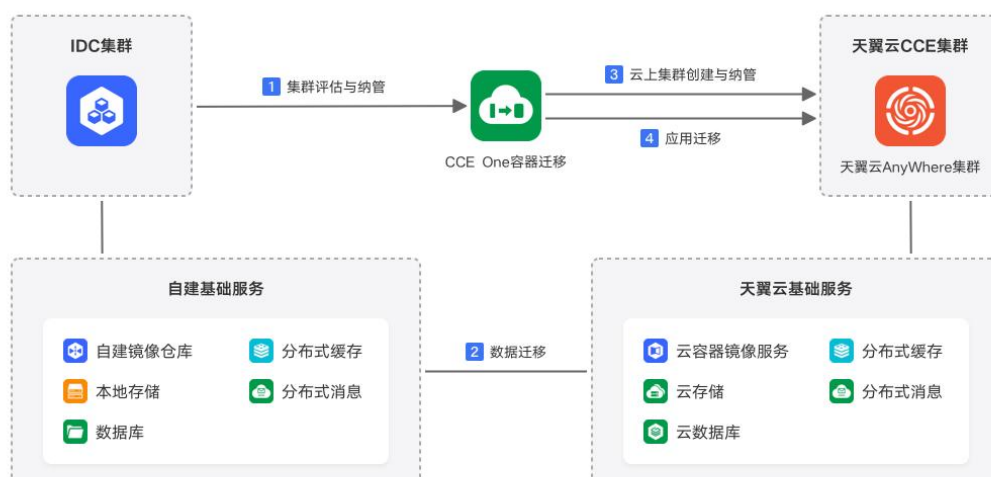 IDC集群
天翼云CCE集群
1 集群评估与纳管
3 云上集群创建与纳管
4 应用迁移
CCE One容器迁移
天翼云AnyWhere集群
自建基础服务
自建镜像仓库
分布式缓存
本地存储
分布式消息
数据库
2 数据迁移
天翼云基础服务
云容器镜像服务
分布式缓存
云存储
分布式消息
云数据库